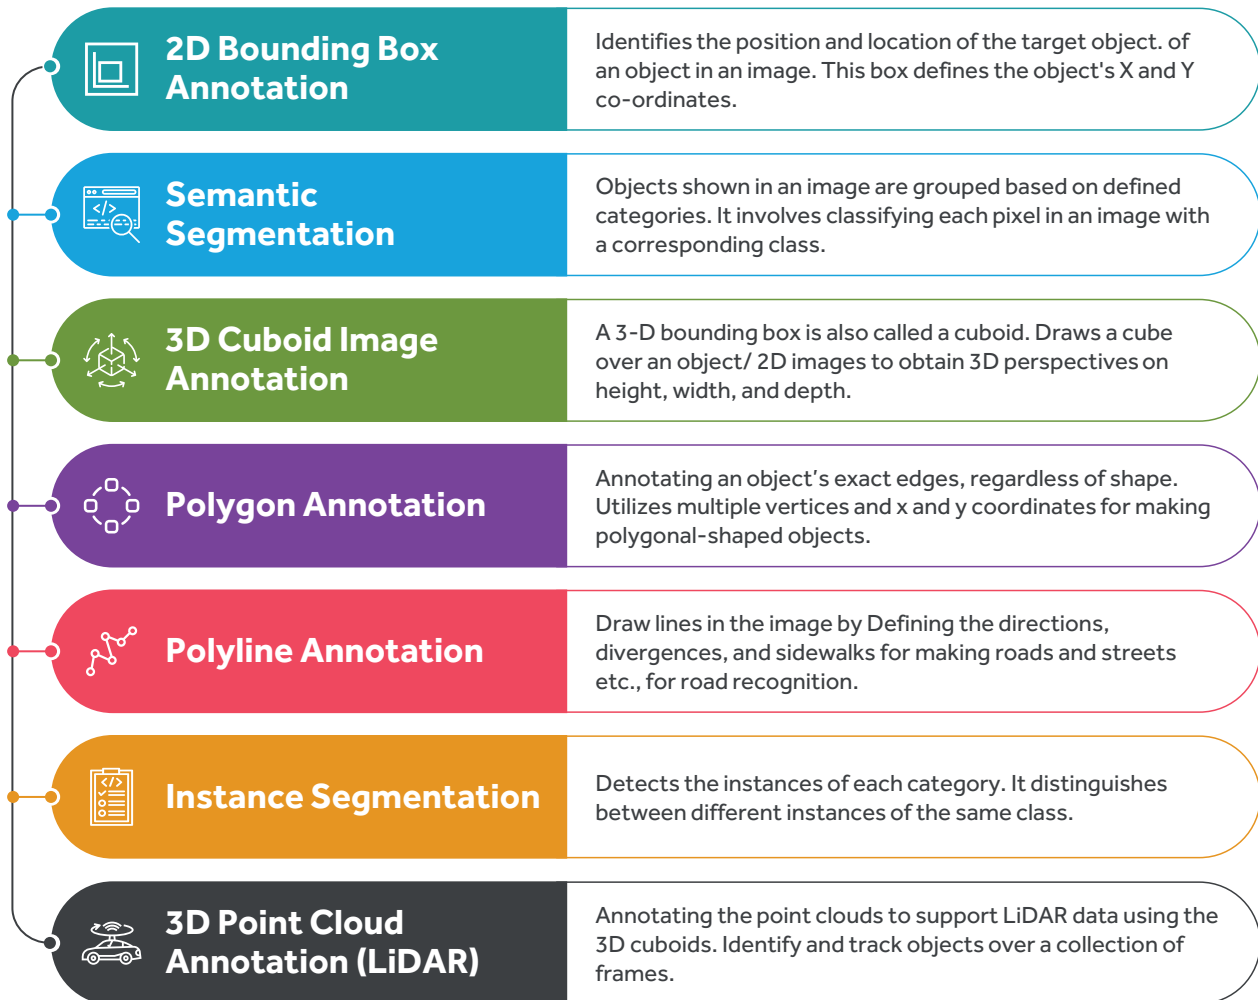 2D Bounding Box
Annotation
Identifies the position and location of the target object. of
an object in an image. This box defines the object's X and Y
co-ordinates.
</>
Semantic
Segmentation
Objects shown in an image are grouped based on defined
categories. It involves classifying each pixel in an image with
a corresponding class.
3D Cuboid Image
Annotation
A 3-D bounding box is also called a cuboid. Draws a cube
over an object/ 2D images to obtain 3D perspectives on
height, width, and depth.
Polygon Annotation
Annotating an object’s exact edges, regardless of shape.
Utilizes multiple vertices and x and y coordinates for making
polygonal-shaped objects.
Polyline Annotation
Draw lines in the image by Defining the directions,
divergences, and sidewalks for making roads and streets
etc., for road recognition.
</>
Instance Segmentation
Detects the instances of each category. It distinguishes
between different instances of the same class.
3D Point Cloud
Annotation (LiDAR)
Annotating the point clouds to support LiDAR data using the
3D cuboids. Identify and track objects over a collection of
frames.